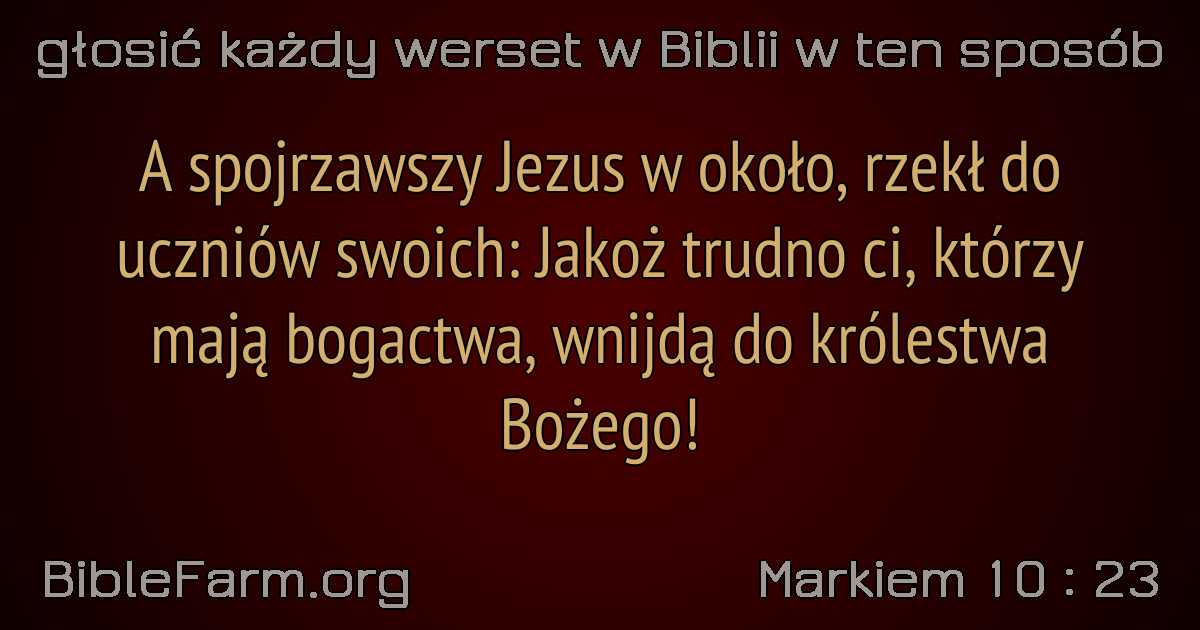 głosić każdy werset w Biblii w ten sposób
A spojrzawszy Jezus w około, rzekł do
uczniów swoich: Jakoż trudno ci, którzy
mają bogactwa, wnijdą do królestwa
Bożego!
BibleFarm.org
Markiem 10 : 23